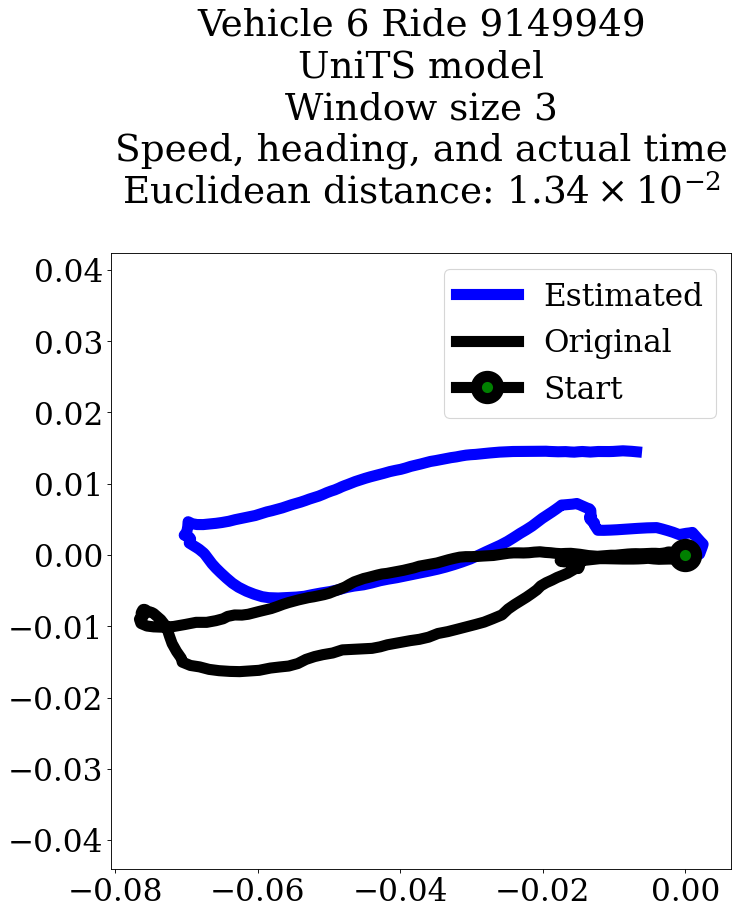 Vehicle 6 Ride 9149949
UniTS model
Window size 3
Speed, heading, and actual time
Euclidean distance: 1.34 × 10⁻²
Estimated
Original
Start
0.04
0.03
0.02
0.01
0.00
−0.01
−0.02
−0.03
−0.04
−0.08 −0.06 −0.04 −0.02 0.00